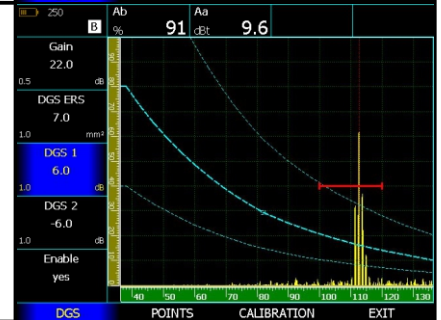 250
B
Ab
% 91
Aa
dBt 9.6
Gain
22.0
0.5 dB
DGS ERS
7.0
1.0 mm²
DGS 1
6.0
1.0 dB
DGS 2
-6.0
1.0 dB
Enable
yes
40 50 60 70 80 90 100 110 120 130
DGS POINTS CALIBRATION EXIT